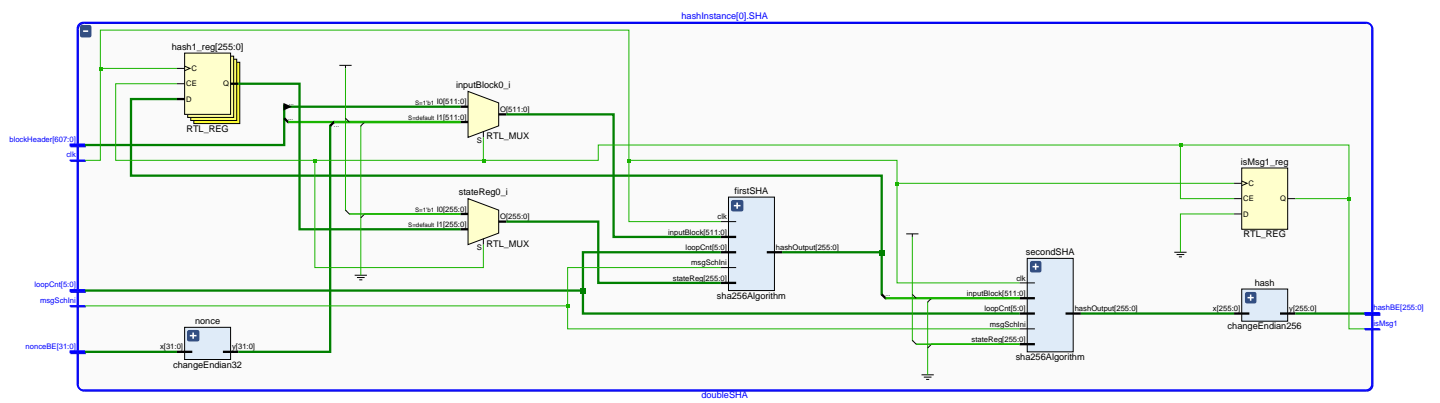 hashInstance[0].SHA
hash1_reg[255:0]
C
CE
D
Q
RTL_REG
inputBlock0_i
S=1'b1 I0[511:0]
S=default I1[511:0]
O[511:0]
S
RTL_MUX
blockHeader[607:0]
clk
stateReg0_i
S=1'b1 I0[255:0]
S=default I1[255:0]
O[255:0]
S
RTL_MUX
firstSHA
clk
inputBlock[511:0]
loopCnt[5:0]
msgSchIni
stateReg[255:0]
hashOutput[255:0]
sha256Algorithm
isMsg1_reg
C
CE
D
Q
RTL_REG
secondSHA
clk
inputBlock[511:0]
loopCnt[5:0]
msgSchIni
stateReg[255:0]
hashOutput[255:0]
sha256Algorithm
hash
x[255:0]
y[255:0]
changeEndian256
hashBE[255:0]
isMsg1
loopCnt[5:0]
msgSchIni
nonce
nonceBE[31:0]
x[31:0]
y[31:0]
changeEndian32
doubleSHA